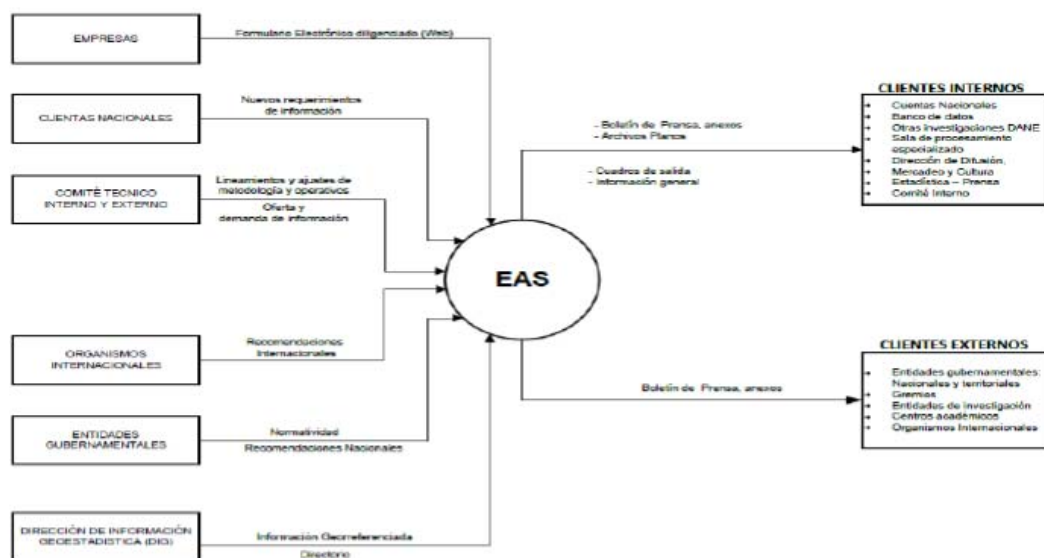 EMPRESAS
Formulario Electrónico diligenciado (Web)
CUENTAS NACIONALES
Nuevos requerimientos
de información
COMITÉ TECNICO
INTERNO Y EXTERNO
Lineamientos y ajustes de
metodología y operativos
Oferta y
demanda de información
ORGANISMOS
INTERNACIONALES
Recomendaciones
Internacionales
ENTIDADES
GUBERNAMENTALES
Normatividad
Recomendaciones Nacionales
DIRECCIÓN DE INFORMACIÓN
GEOESTADÍSTICA (DIG)
Información Georreferenciada
Directorio
EAS
- Boletín de Prensa, anexos
- Archivos Planos
- Cuadros de salida
- Información general
Boletín de Prensa, anexos
CLIENTES INTERNOS
• Cuentas Nacionales
• Banco de datos
• Otras investigaciones DANE
• Sala de procesamiento
especializado
• Dirección de Difusión,
Mercadeo y Cultura
• Estadística – Prensa
• Comité Interno
CLIENTES EXTERNOS
• Entidades gubernamentales:
Nacionales y territoriales
• Gremios
• Entidades de investigación
• Centros académicos
• Organismos Internacionales